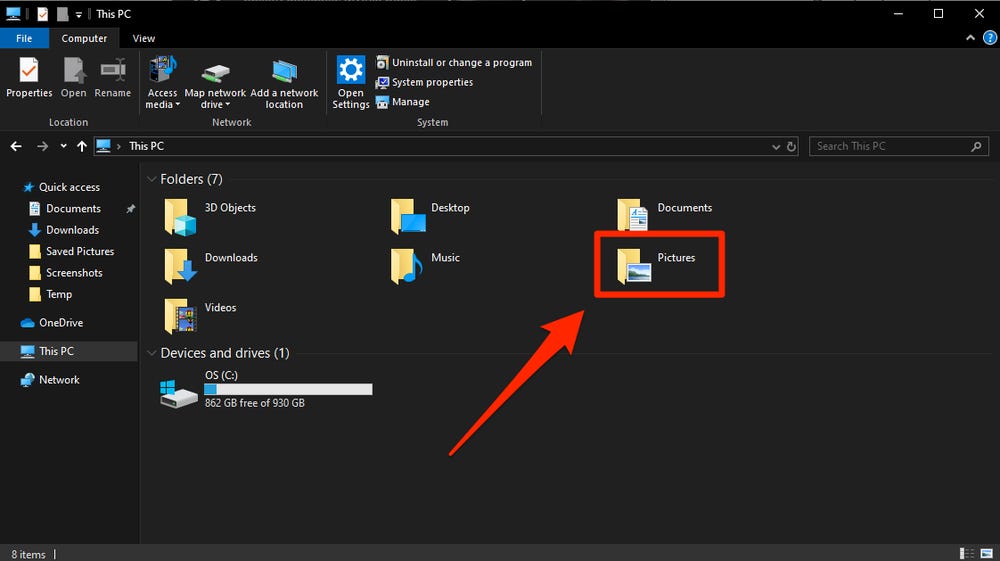 This PC
File Computer View
Properties Open Rename Access media Map network drive Add a network location Open Settings Uninstall or change a program
System properties
Manage
Location Network System
This PC Search This PC
Quick access
Documents
Downloads
Saved Pictures
Screenshots
Temp
OneDrive
This PC
Network
Folders (7)
3D Objects Desktop Documents
Downloads Music Pictures
Videos
Devices and drives (1)
OS (C:)
862 GB free of 930 GB
8 items